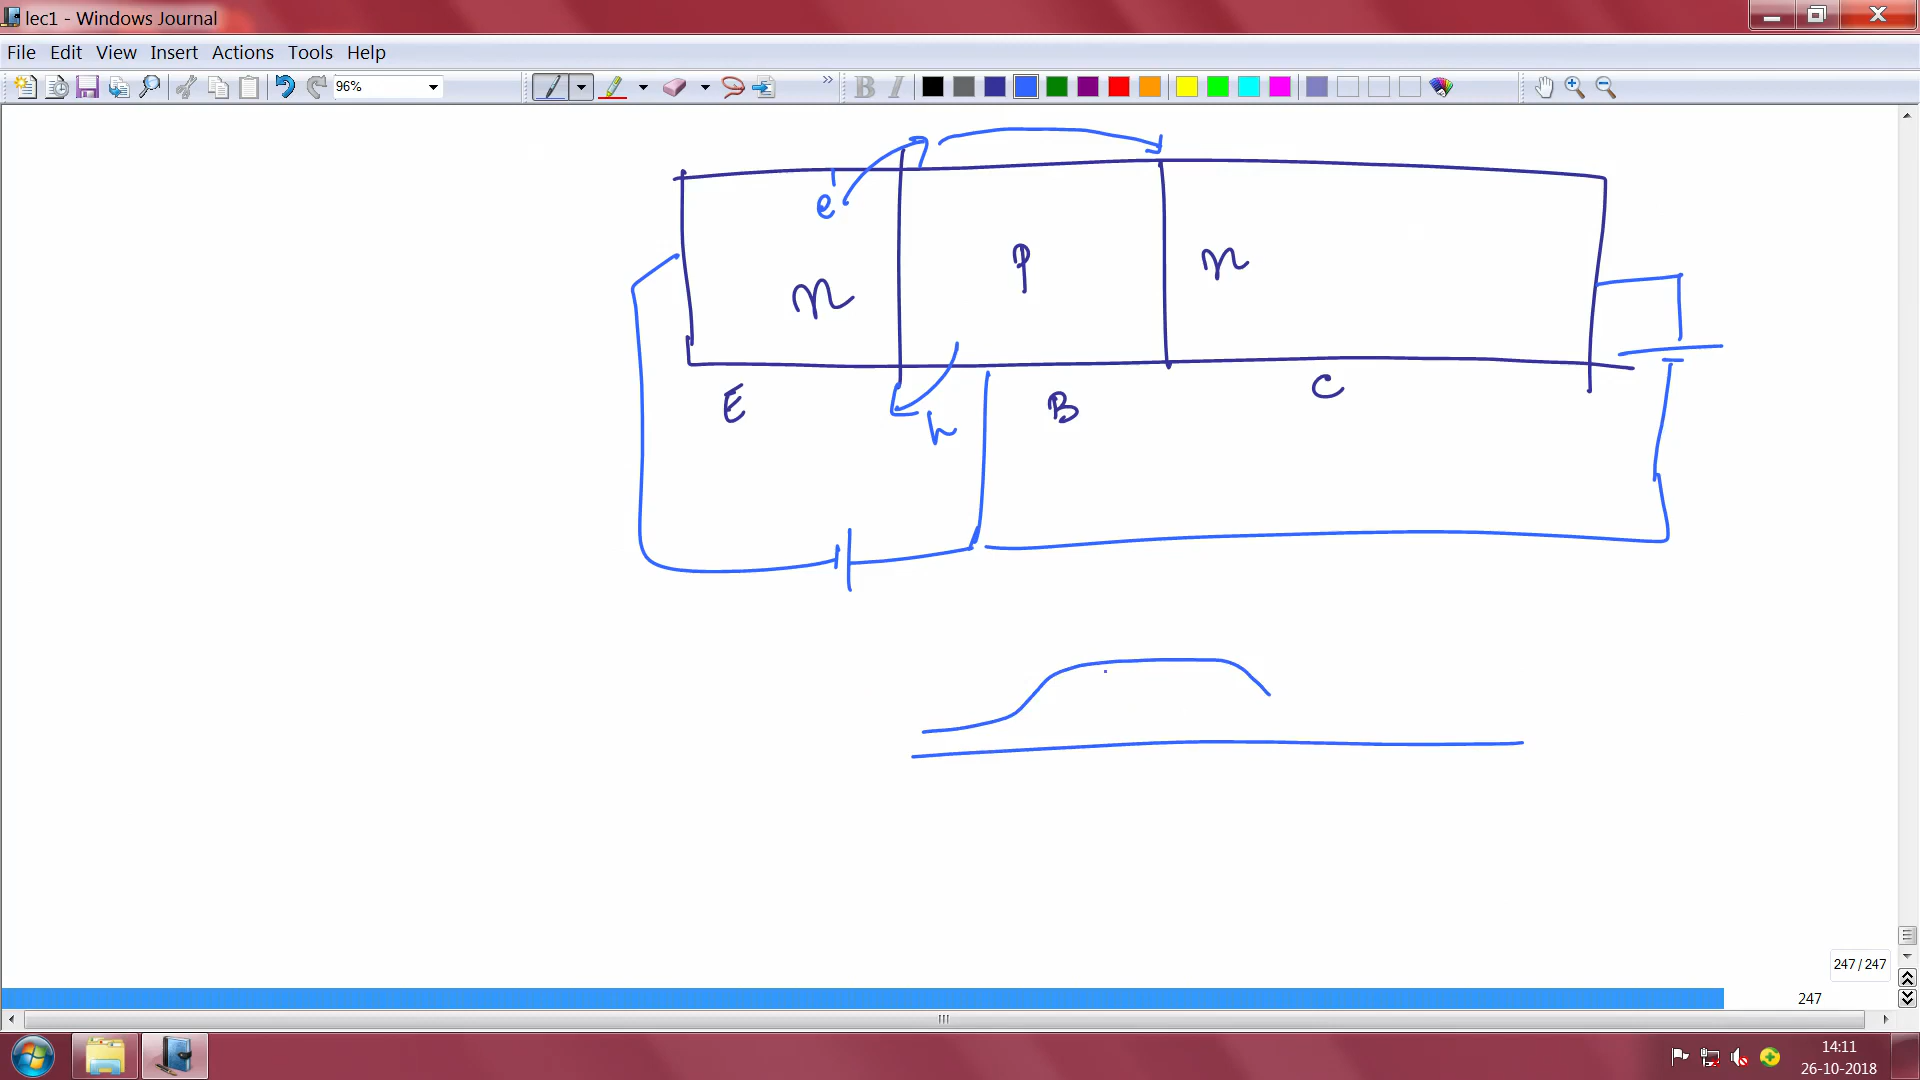 lec1 - Windows Journal
File Edit View Insert Actions Tools Help
96%
B I
e
n p n
E B C
h
247/247
247
14:11
26-10-2018